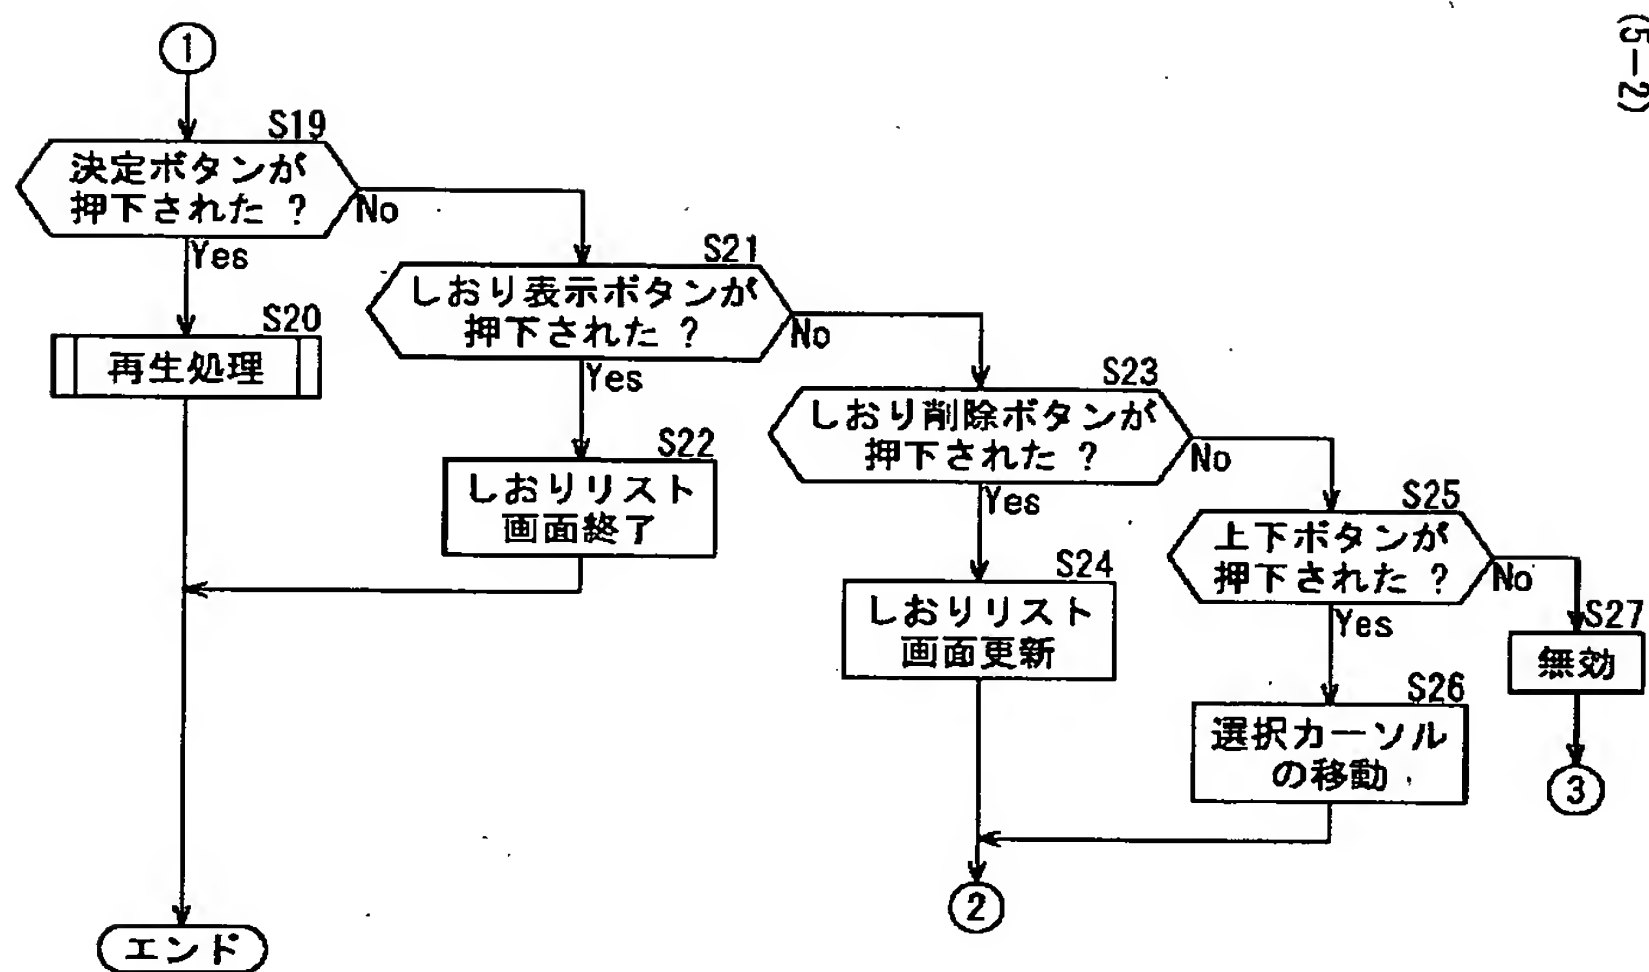 (5-2)
1
S19
決定ボタンが
押下された ?
No
Yes
S20
再生処理
S21
しおり表示ボタンが
押下された ?
No
Yes
S22
しおりリスト
画面終了
S23
しおり削除ボタンが
押下された ?
No
Yes
S24
しおりリスト
画面更新
S25
上下ボタンが
押下された ?
No
Yes
S26
選択カーソル
の移動
S27
無効
3
2
エンド